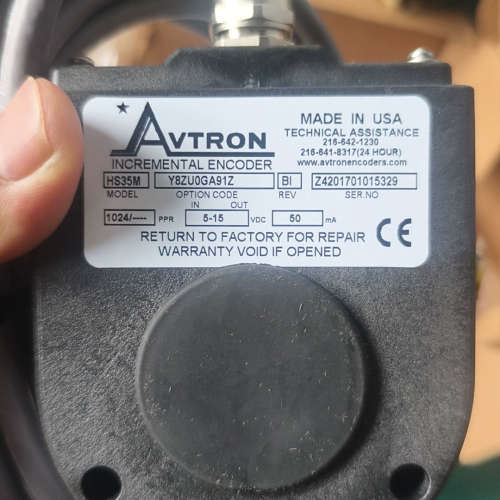 AVTRON
INCREMENTAL ENCODER
MADE IN USA
TECHNICAL ASSISTANCE
216-642-1230
216-641-8317(24 HOUR)
www.avtronencoders.com
HS35M Y8ZU0GA91Z BI Z4201701015329
MODEL OPTION CODE REV SER.NO
IN OUT
1024/---- PPR 5-15 VDC 50 mA
RETURN TO FACTORY FOR REPAIR
WARRANTY VOID IF OPENED
CE